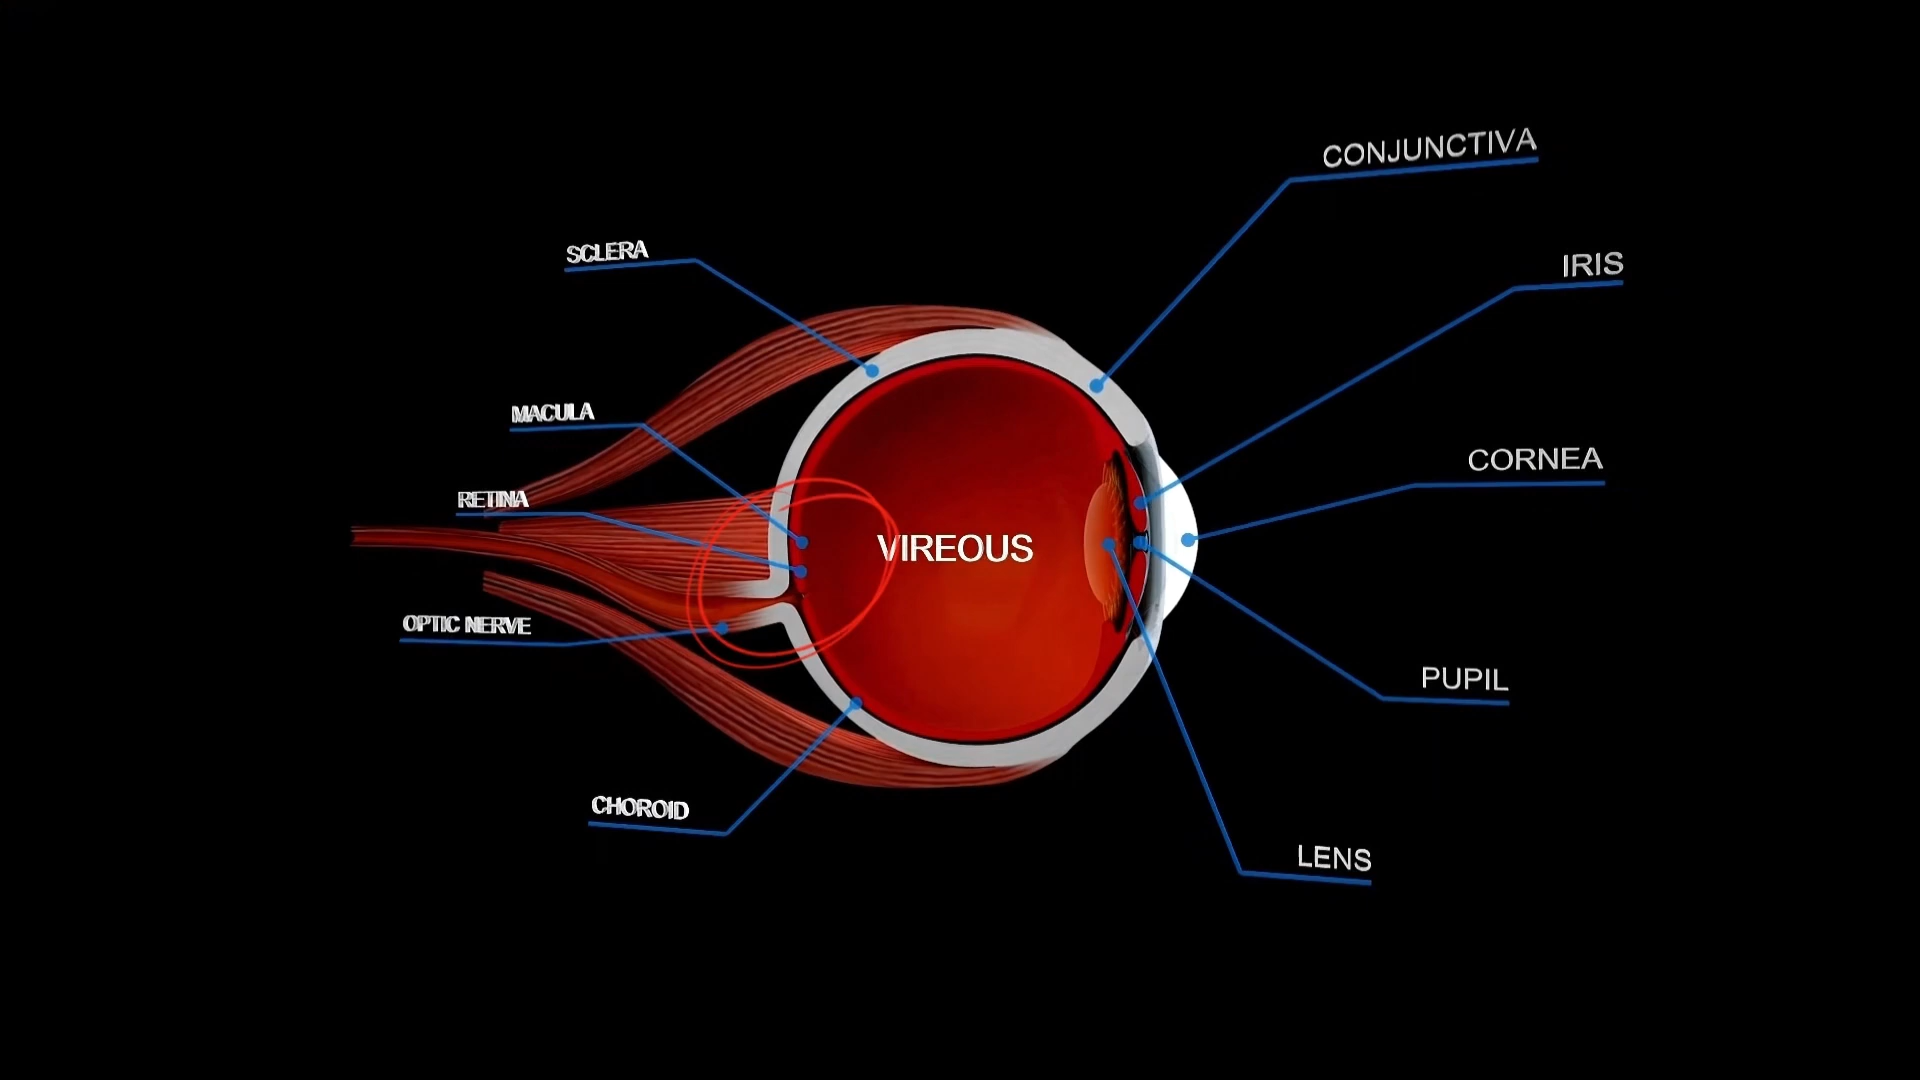 CONJUNCTIVA
SCLERA
IRIS
MACULA
CORNEA
RETINA
VIREOUS
OPTIC NERVE
PUPIL
CHOROID
LENS